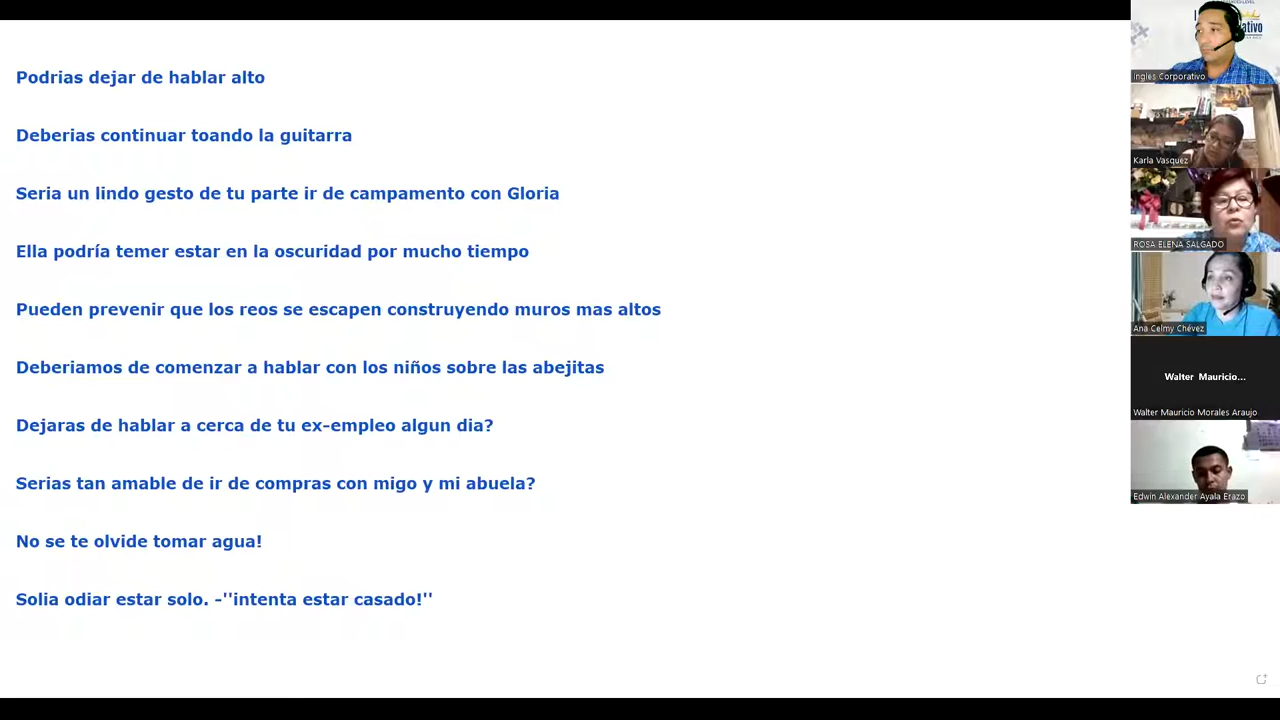 Podrias dejar de hablar alto
Deberias continuar toando la guitarra
Seria un lindo gesto de tu parte ir de campamento con Gloria
Ella podría temer estar en la oscuridad por mucho tiempo
Pueden prevenir que los reos se escapen construyendo muros mas altos
Deberiamos de comenzar a hablar con los niños sobre las abejitas
Dejaras de hablar a cerca de tu ex-empleo algun dia?
Serias tan amable de ir de compras con migo y mi abuela?
No se te olvide tomar agua!
Solia odiar estar solo. -''intenta estar casado!''
Ingles Corporativo
Karla Vasquez
ROSA ELENA SALGADO
Ana Celmy Chévez
Walter Mauricio...
Walter Mauricio Morales Araujo
Edwin Alexander Ayala Erazo